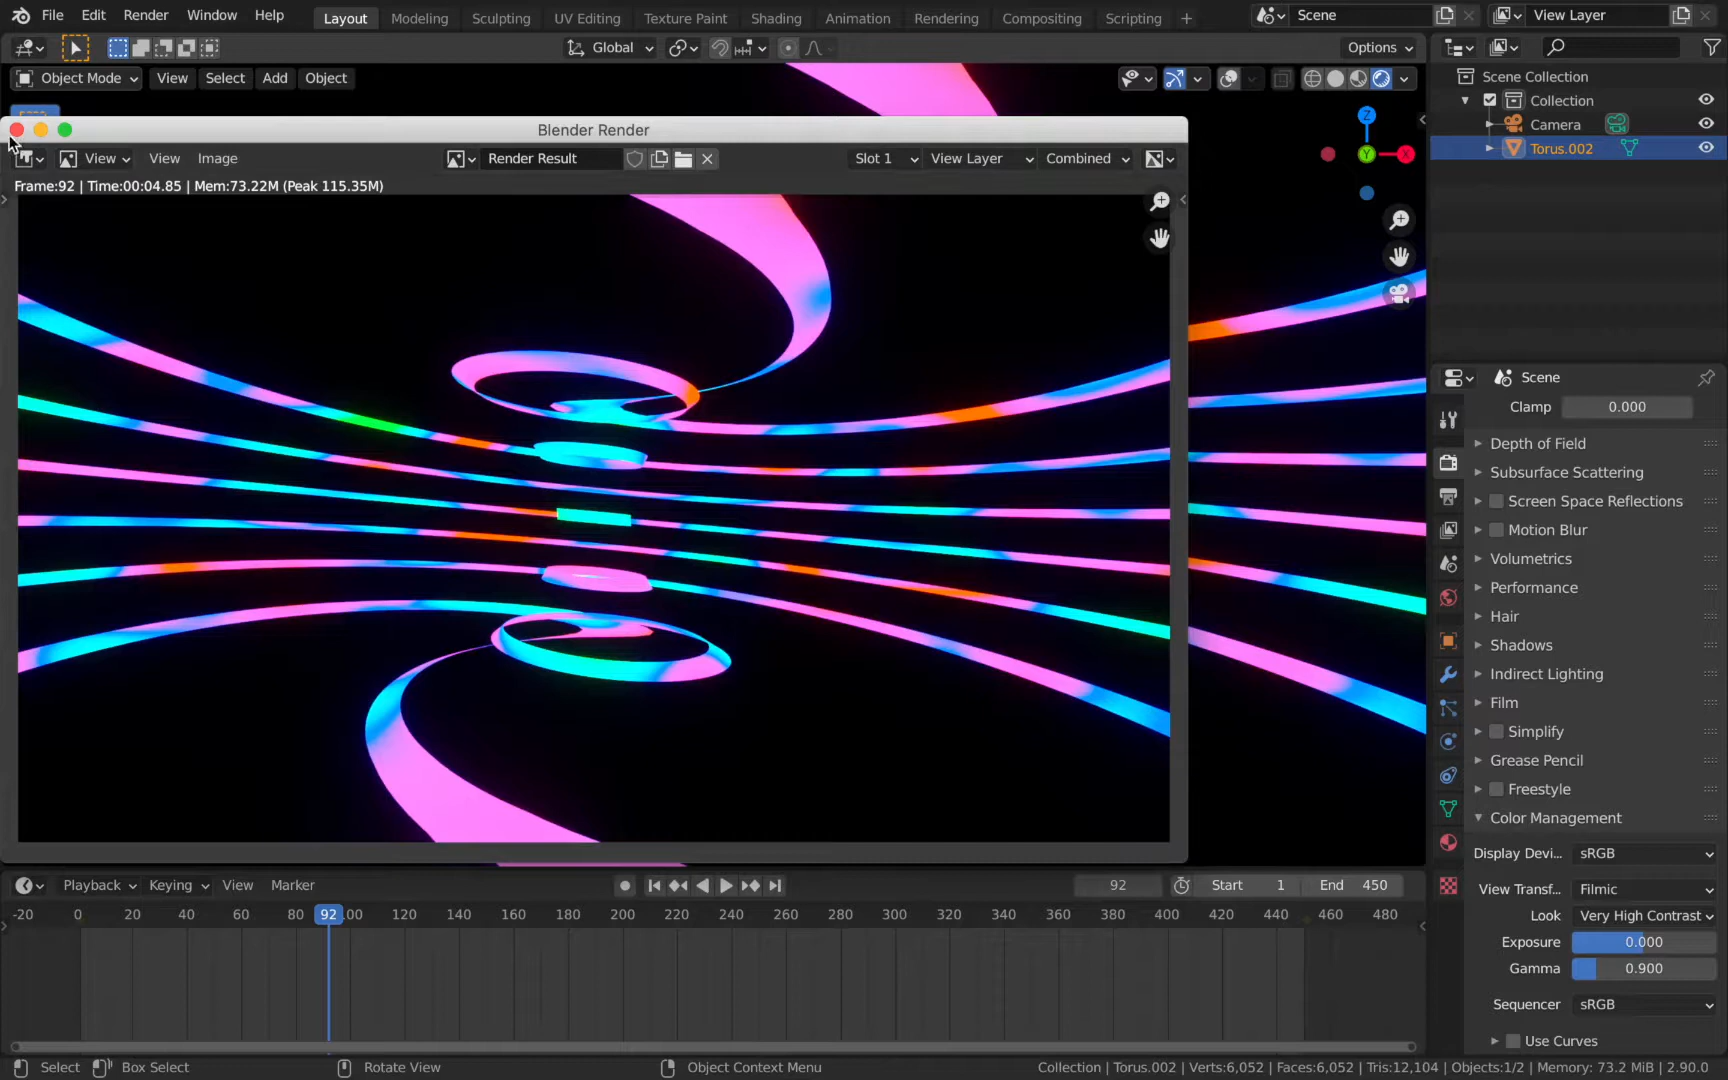 File Edit Render Window Help Layout Modeling Sculpting UV Editing Texture Paint Shading Animation Rendering Compositing Scripting + Scene View Layer
Global Options
Object Mode View Select Add Object
Scene Collection
Collection
Camera
Torus.002
Z
Y
X
Blender Render
View View Image Render Result Slot 1 View Layer Combined
Frame:92 | Time:00:04.85 | Mem:73.22M (Peak 115.35M)
Scene
Clamp 0.000
Depth of Field
Subsurface Scattering
Screen Space Reflections
Motion Blur
Volumetrics
Performance
Hair
Shadows
Indirect Lighting
Film
Simplify
Grease Pencil
Freestyle
Color Management
Display Devi... sRGB
View Transf... Filmic
Look Very High Contrast
Exposure 0.000
Gamma 0.900
Sequencer sRGB
Use Curves
Playback Keying View Marker 92 Start 1 End 450
-20 0 20 40 60 80 92 00 120 140 160 180 200 220 240 260 280 300 320 340 360 380 400 420 440 460 480
Select Box Select Rotate View Object Context Menu Collection | Torus.002 | Verts:6,052 | Faces:6,052 | Tris:12,104 | Objects:1/2 | Memory: 73.2 MiB | 2.90.0